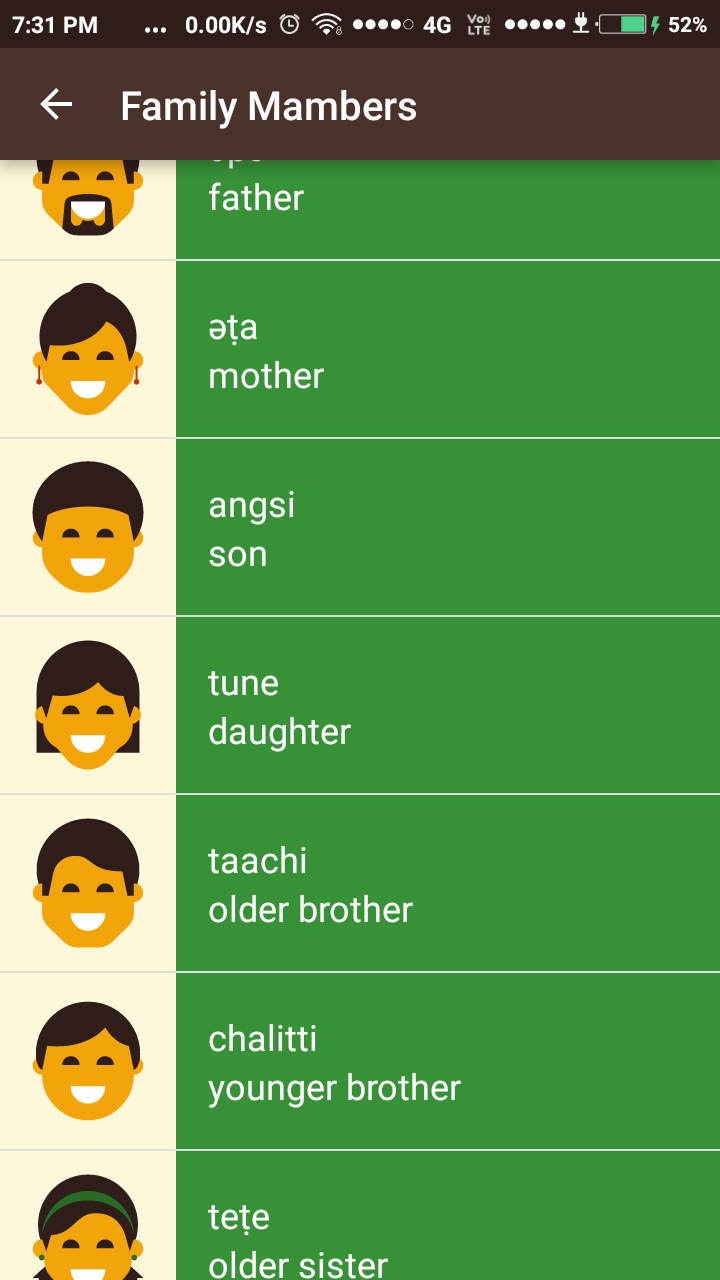 7:31 PM ... 0.00K/s 4G Vo) LTE 52%
Family Mambers
father
əṭa
mother
angsi
son
tune
daughter
taachi
older brother
chalitti
younger brother
teṭe
older sister